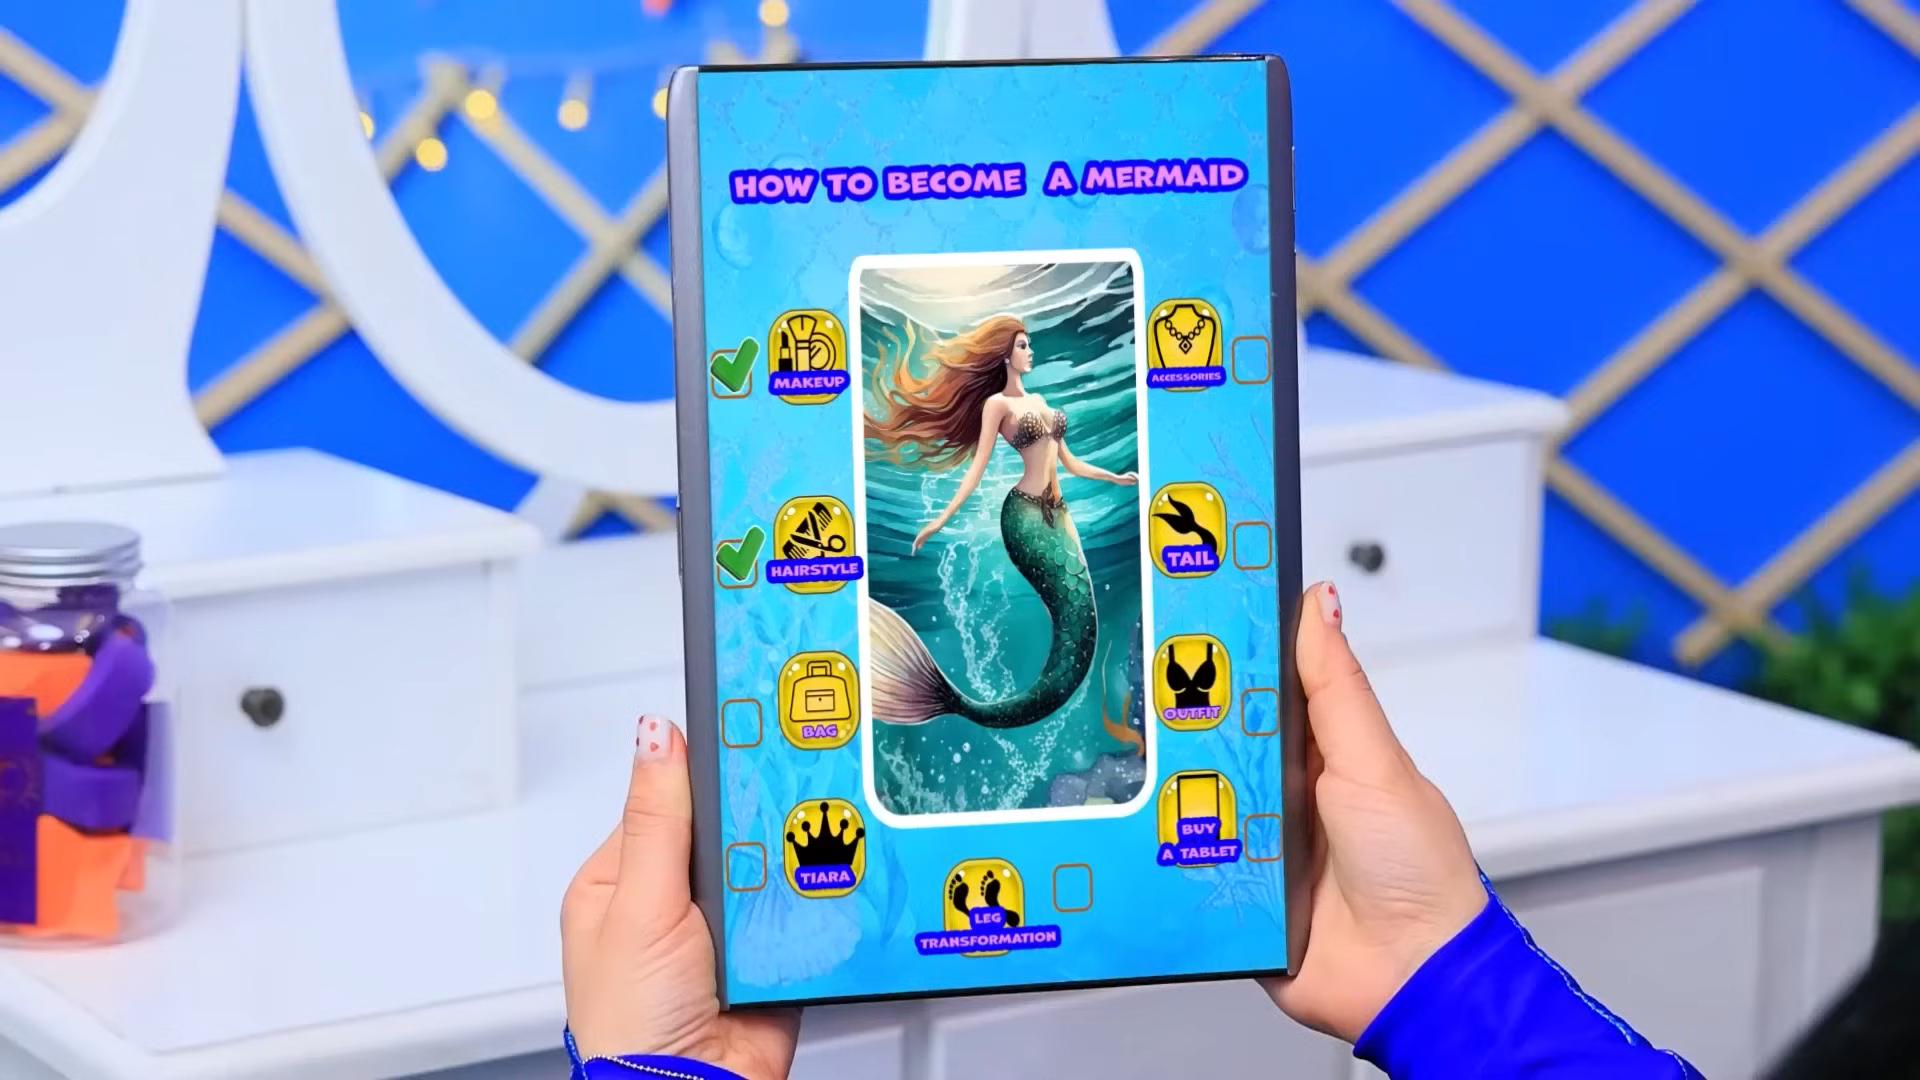 HOW TO BECOME A MERMAID
MAKEUP
HAIRSTYLE
BAG
TIARA
ACCESSORIES
TAIL
OUTFIT
BUY
A TABLET
LEG
TRANSFORMATION